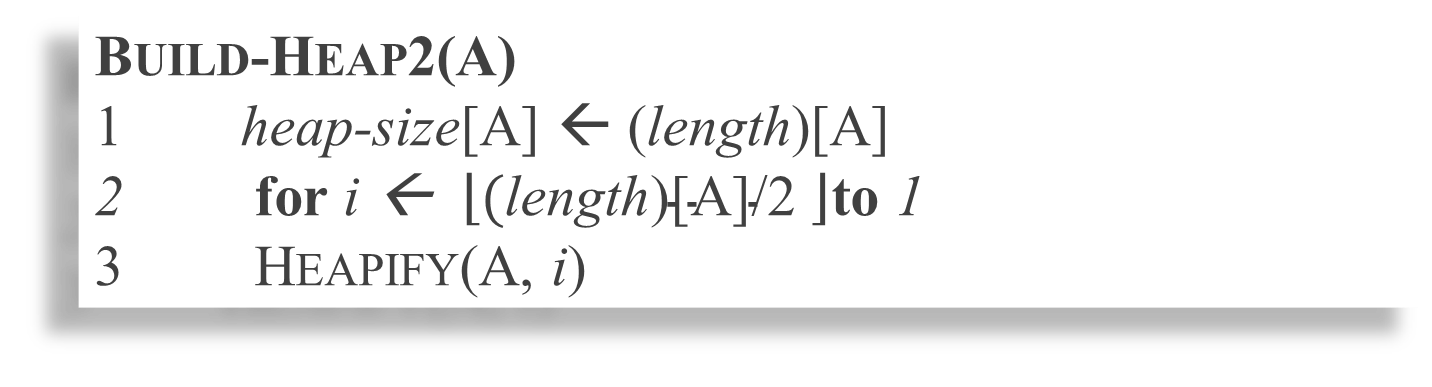 BUILD-HEAP2(A)
1 heap-size[A] ← (length)[A]
2 for i ← ⌊(length)[A]/2 ⌋to 1
3 HEAPIFY(A, i)